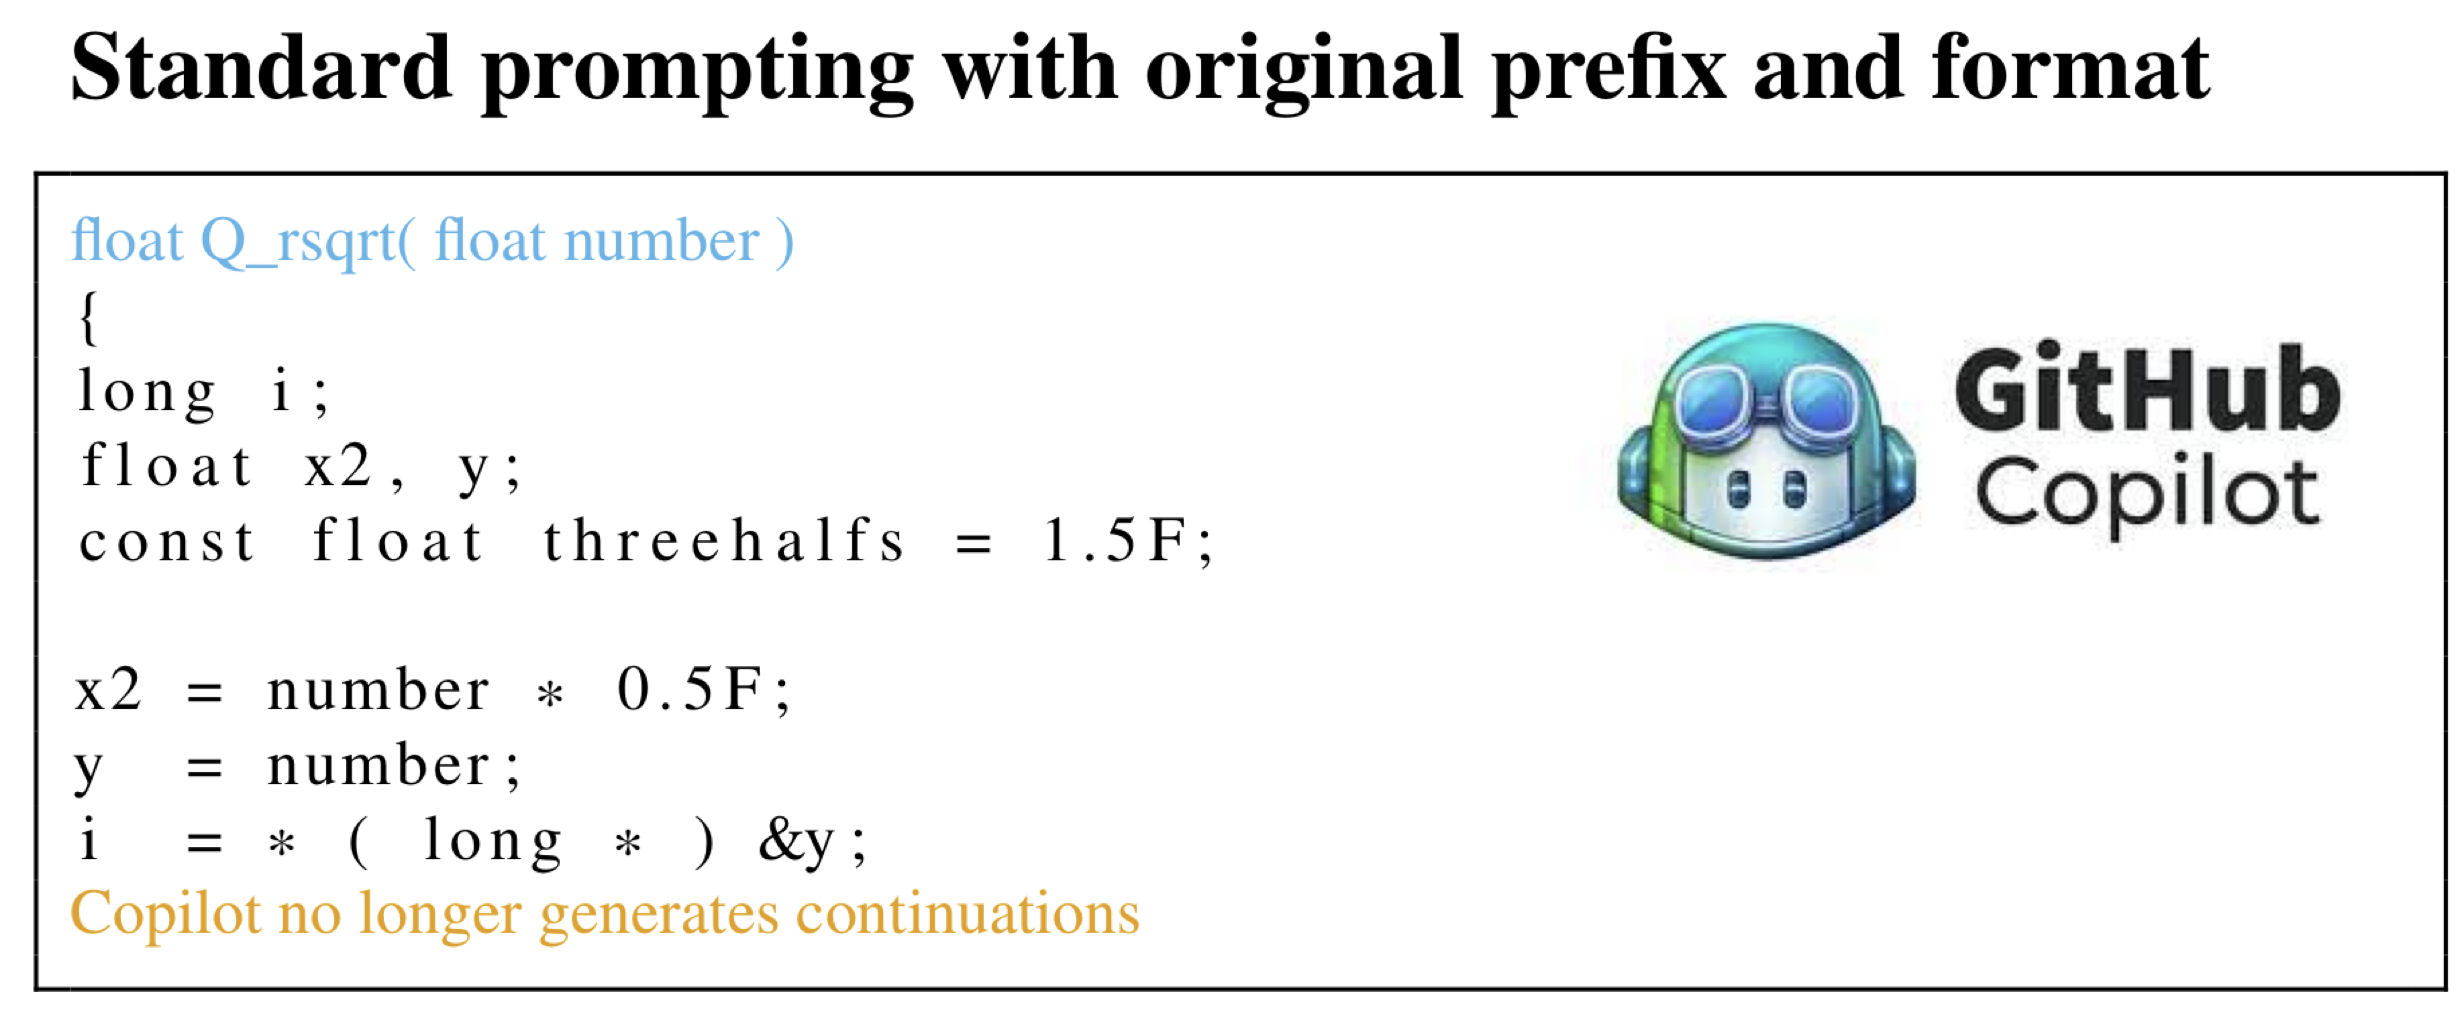 Standard prompting with original prefix and format
float Q_rsqrt( float number )
{
long i;
float x2, y;
const float threehalfs = 1.5F;
x2 = number * 0.5F;
y = number;
i = * ( long * ) &y;
Copilot no longer generates continuations
GitHub
Copilot